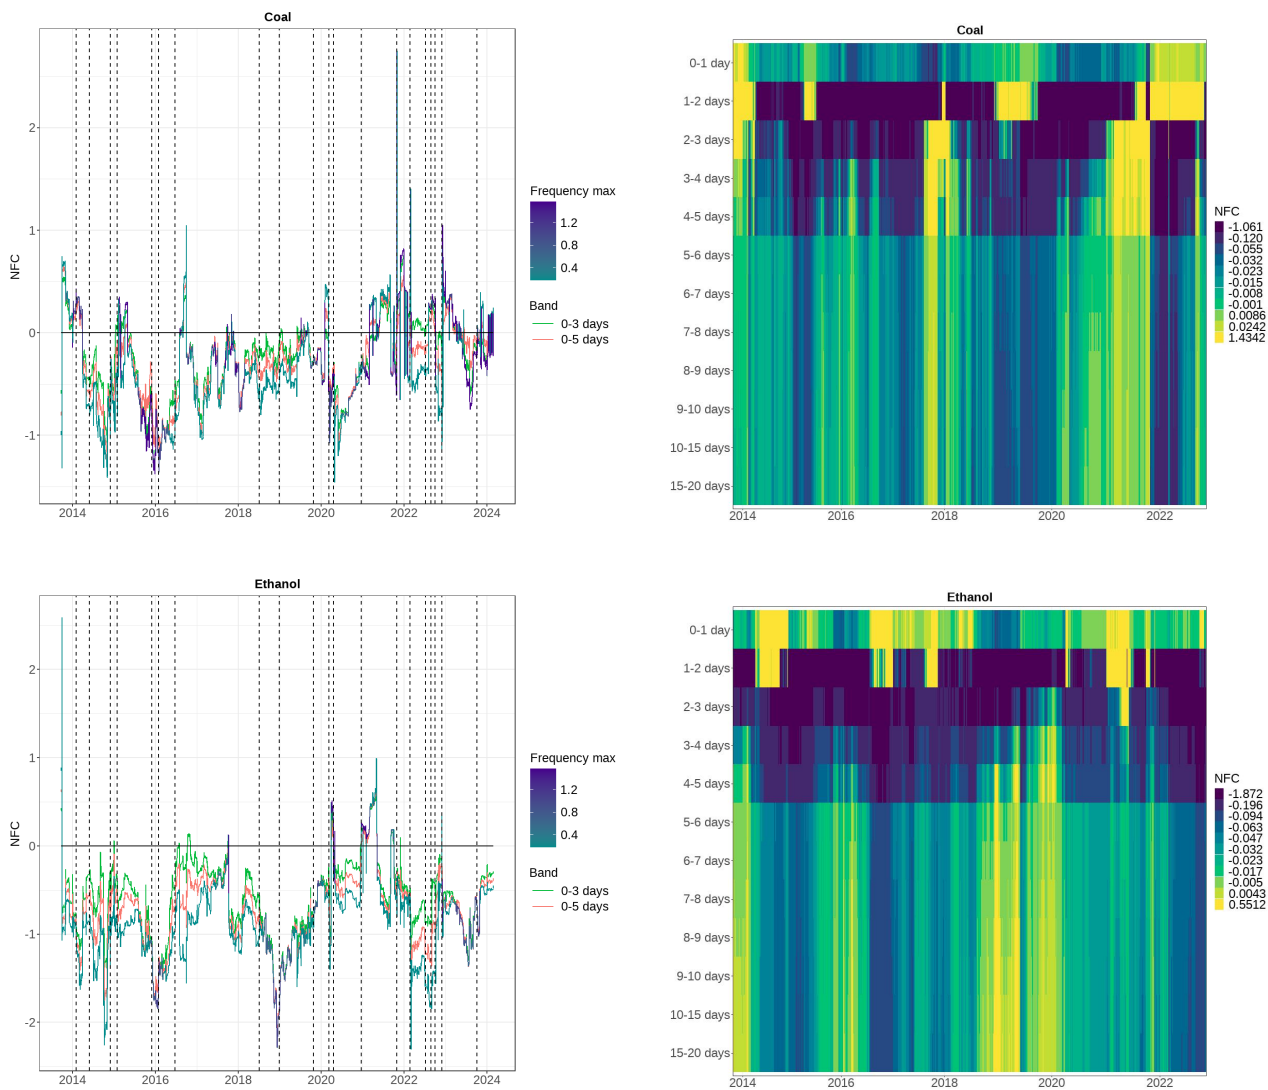 Coal
NFC
2
1
0
-1
2014 2016 2018 2020 2022 2024
Frequency max
1.2
0.8
0.4
Band
0-3 days
0-5 days
Coal
0-1 day
1-2 days
2-3 days
3-4 days
4-5 days
5-6 days
6-7 days
7-8 days
8-9 days
9-10 days
10-15 days
15-20 days
2014 2016 2018 2020 2022
NFC
-1.061
-0.120
-0.055
-0.032
-0.023
-0.015
-0.008
-0.001
0.0086
0.0242
1.4342
Ethanol
NFC
2
1
0
-1
-2
2014 2016 2018 2020 2022 2024
Frequency max
1.2
0.8
0.4
Band
0-3 days
0-5 days
Ethanol
0-1 day
1-2 days
2-3 days
3-4 days
4-5 days
5-6 days
6-7 days
7-8 days
8-9 days
9-10 days
10-15 days
15-20 days
2014 2016 2018 2020 2022
NFC
-1.872
-0.196
-0.094
-0.063
-0.047
-0.032
-0.023
-0.017
-0.005
0.0043
0.5512